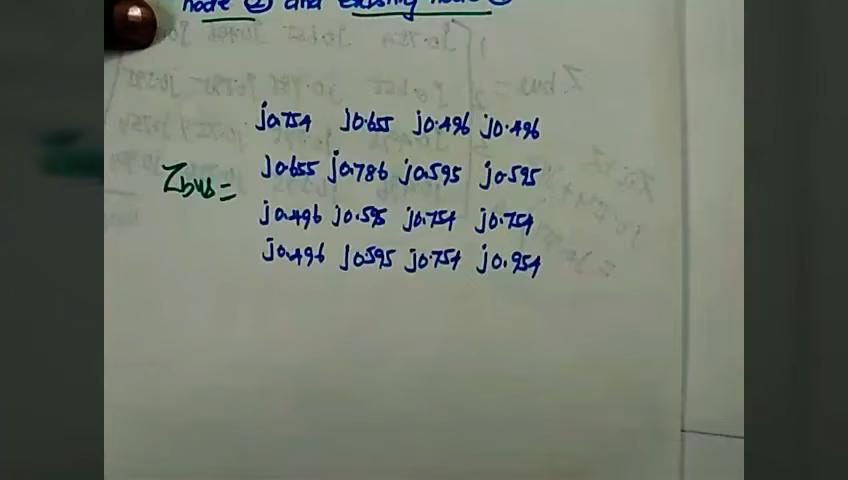 node ② and existing node
j0.754 j0.655 j0.496 j0.496
Zbus = j0.655 j0.786 j0.595 j0.595
j0.496 j0.595 j0.754 j0.754
j0.496 j0.595 j0.754 j0.954